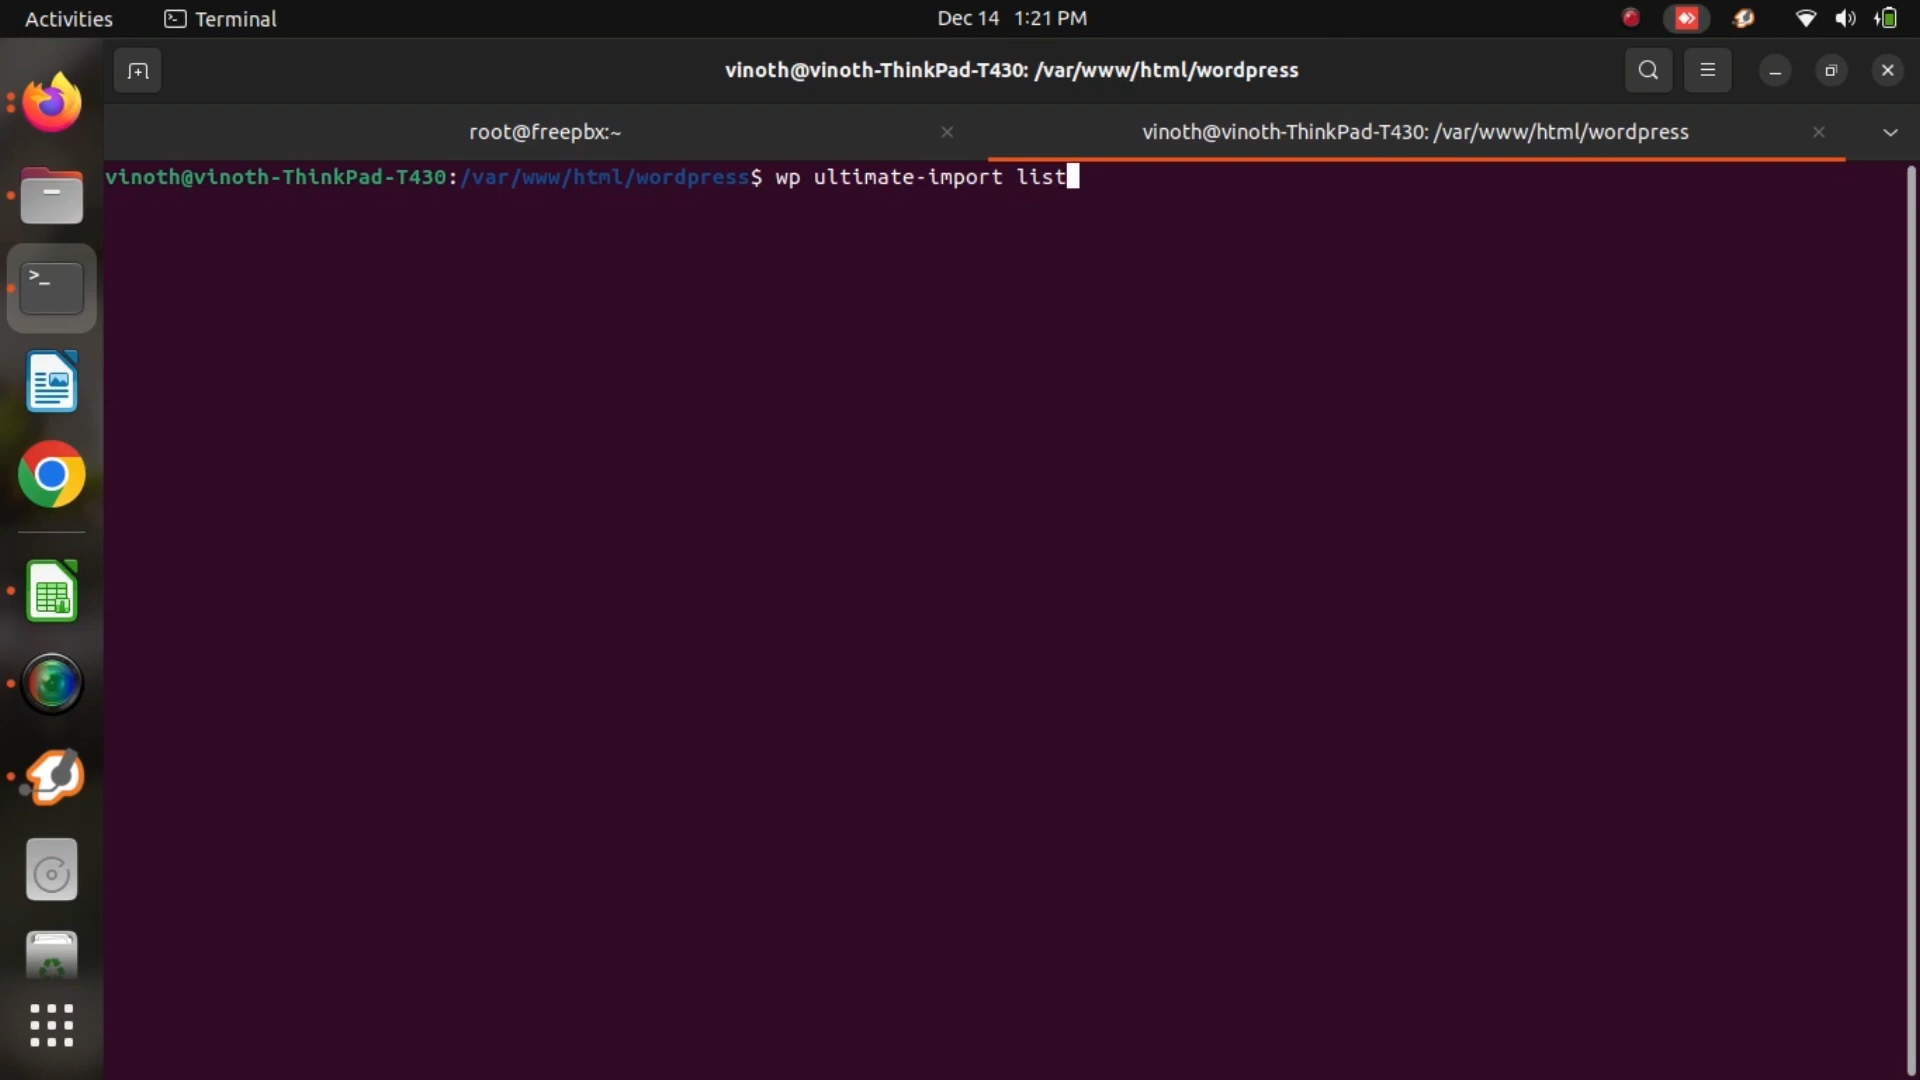 Activities Terminal Dec 14 1:21 PM
vinoth@vinoth-ThinkPad-T430: /var/www/html/wordpress
root@freepbx:~ vinoth@vinoth-ThinkPad-T430: /var/www/html/wordpress
vinoth@vinoth-ThinkPad-T430:/var/www/html/wordpress$ wp ultimate-import list